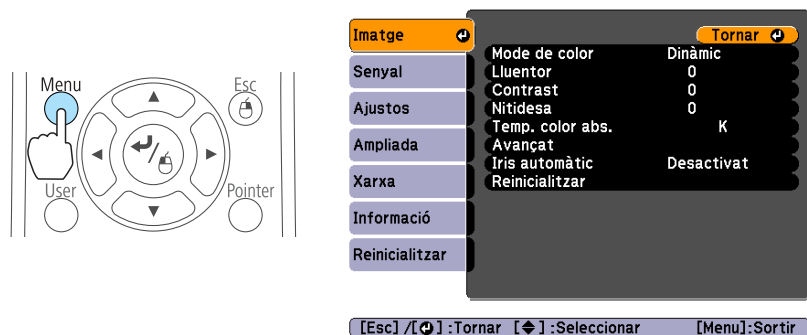 Menu
Esc
User
Pointer
Imatge
Senyal
Ajustos
Ampliada
Xarxa
Informació
Reinicialitzar
Tornar
Mode de color Dinàmic
Lluentor 0
Contrast 0
Nitidesa 0
Temp. color abs. K
Avançat
Iris automàtic Desactivat
Reinicialitzar
[Esc] /[ ] :Tornar [ ] :Seleccionar [Menu]:Sortir